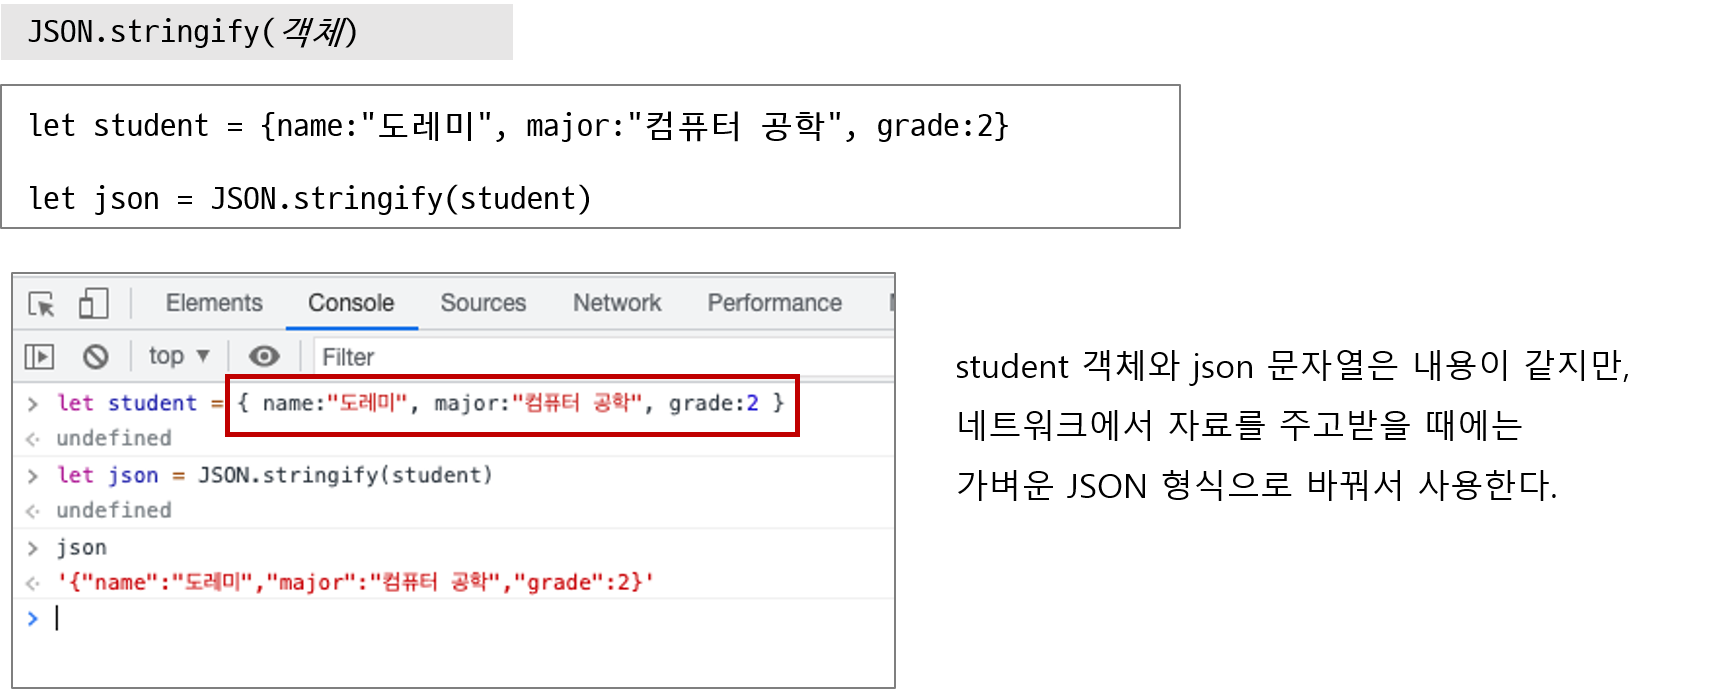 JSON.stringify(객체)
let student = {name:"도레미", major:"컴퓨터 공학", grade:2}
let json = JSON.stringify(student)
Elements Console Sources Network Performance
top ▼ Filter
> let student = { name:"도레미", major:"컴퓨터 공학", grade:2 }
undefined
> let json = JSON.stringify(student)
undefined
> json
'{"name":"도레미","major":"컴퓨터 공학","grade":2}'
>
student 객체와 json 문자열은 내용이 같지만,
네트워크에서 자료를 주고받을 때에는
가벼운 JSON 형식으로 바꿔서 사용한다.